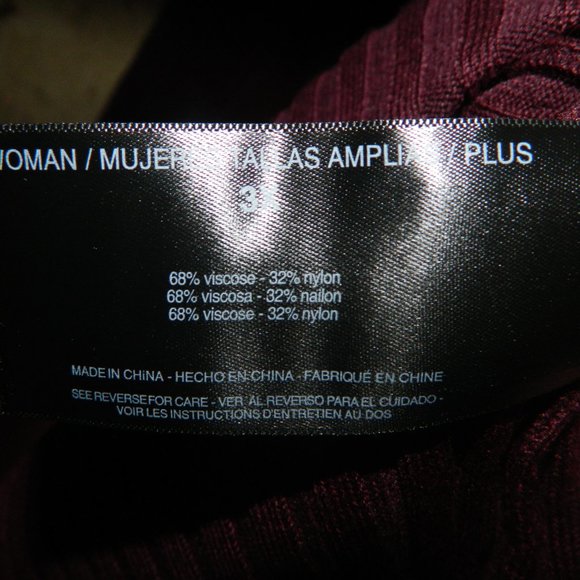 WOMAN / MUJER TALLAS AMPLIAS / PLUS
3X
68% viscose - 32% nylon
68% viscosa - 32% nailon
68% viscose - 32% nylon
MADE IN CHINA - HECHO EN CHINA - FABRIQUÉ EN CHINE
SEE REVERSE FOR CARE - VER AL REVERSO PARA EL CUIDADO -
VOIR LES INSTRUCTIONS D'ENTRETIEN AU DOS